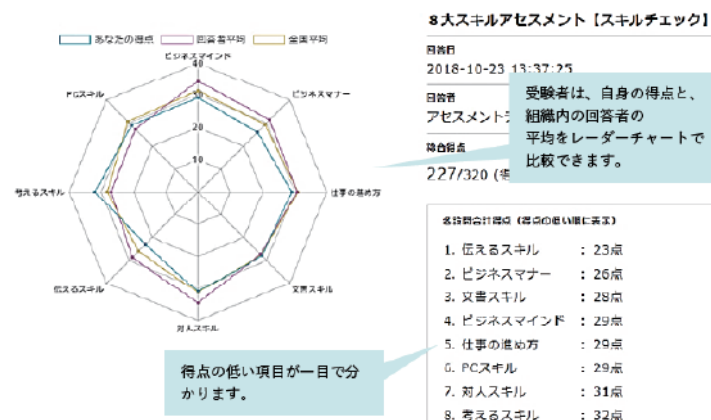 8大スキルアセスメント【スキルチェック】
あなたの得点 回答者平均 全国平均
ビジネスマインド
ビジネスマナー
仕事の進め方
文書スキル
対人スキル
伝えるスキル
考えるスキル
PCスキル
40
30
20
10
回答日
2018-10-23 13:37:25
回答者
アセスメント
総合得点
227/320
受験者は、自身の得点と、
組織内の回答者の
平均をレーダーチャートで
比較できます。
各設問合計得点（得点の低い順に表示）
1. 伝えるスキル : 23点
2. ビジネスマナー : 26点
3. 文書スキル : 28点
4. ビジネスマインド : 29点
5. 仕事の進め方 : 29点
6. PCスキル : 29点
7. 対人スキル : 31点
8. 考えるスキル : 32点
得点の低い項目が一目で分
かります。